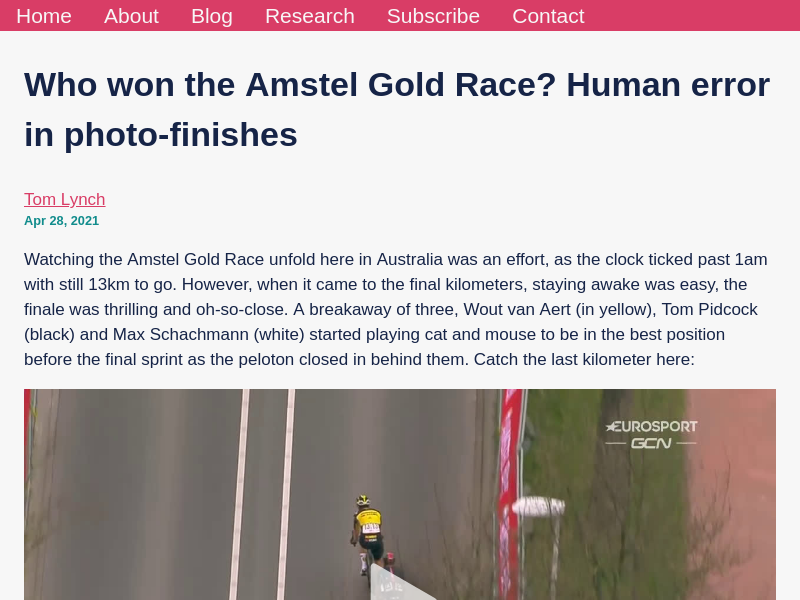 Home About Blog Research Subscribe Contact
Who won the Amstel Gold Race? Human error
in photo-finishes
Tom Lynch
Apr 28, 2021
Watching the Amstel Gold Race unfold here in Australia was an effort, as the clock ticked past 1am
with still 13km to go. However, when it came to the final kilometers, staying awake was easy, the
finale was thrilling and oh-so-close. A breakaway of three, Wout van Aert (in yellow), Tom Pidcock
(black) and Max Schachmann (white) started playing cat and mouse to be in the best position
before the final sprint as the peloton closed in behind them. Catch the last kilometer here:
EUROSPORT
GCN